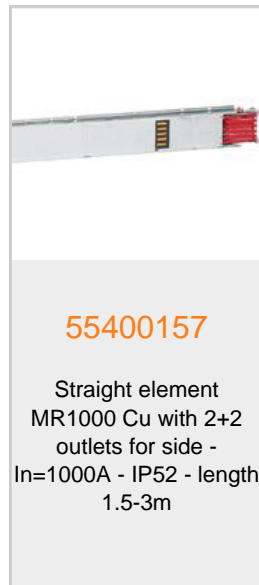 55400157
Straight element
MR1000 Cu with 2+2
outlets for side -
In=1000A - IP52 - length
1.5-3m